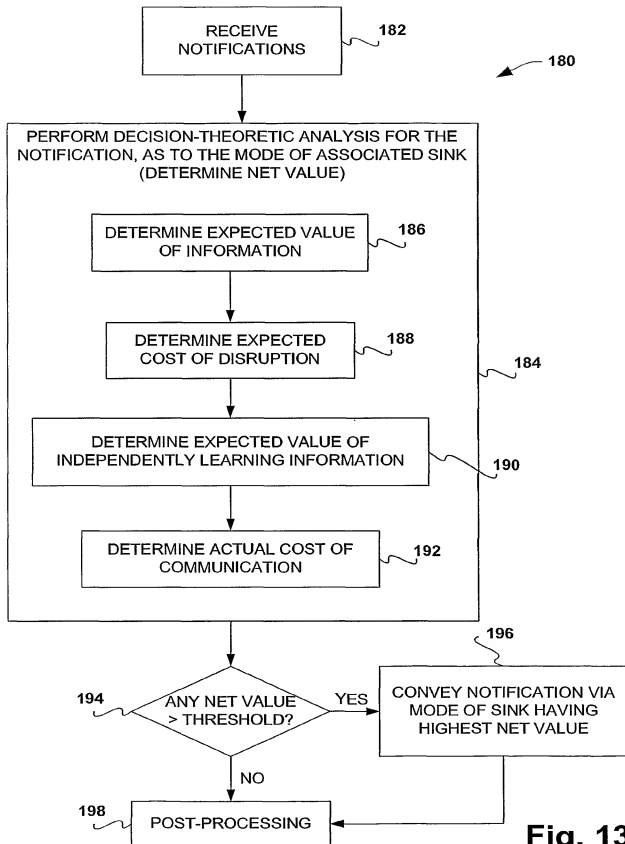 RECEIVE
NOTIFICATIONS
182
180
PERFORM DECISION-THEORETIC ANALYSIS FOR THE
NOTIFICATION, AS TO THE MODE OF ASSOCIATED SINK
(DETERMINE NET VALUE)
DETERMINE EXPECTED VALUE
OF INFORMATION
186
DETERMINE EXPECTED
COST OF DISRUPTION
188
184
DETERMINE EXPECTED VALUE OF
INDEPENDENTLY LEARNING INFORMATION
190
DETERMINE ACTUAL COST OF
COMMUNICATION
192
196
194
ANY NET VALUE
> THRESHOLD?
YES
CONVEY NOTIFICATION VIA
MODE OF SINK HAVING
HIGHEST NET VALUE
NO
198
POST-PROCESSING
Fig. 13